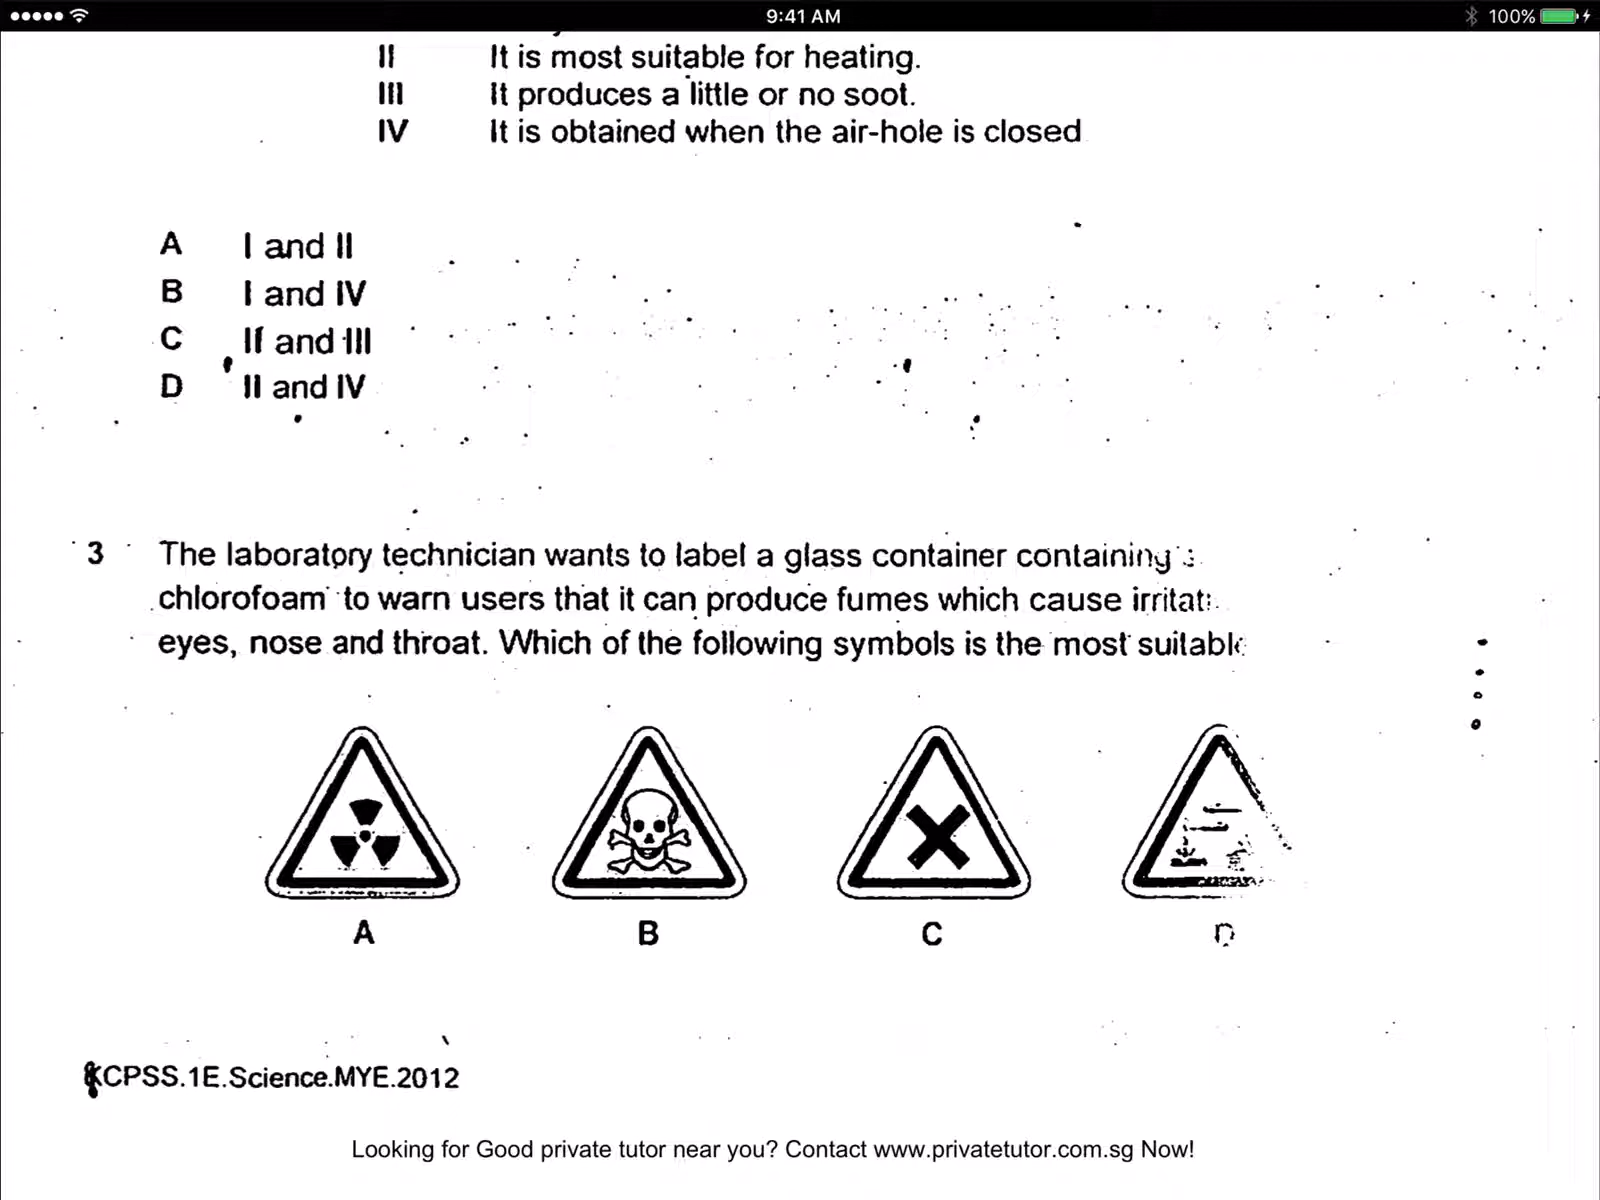 9:41 AM
100%
II It is most suitable for heating.
III It produces a little or no soot.
IV It is obtained when the air-hole is closed
A I and II
B I and IV
C II and III
D II and IV
3 The laboratory technician wants to label a glass container containing
chlorofoam to warn users that it can produce fumes which cause
eyes, nose and throat. Which of the following symbols is the most
A B C D
KCPSS.1E.Science.MYE.2012
Looking for Good private tutor near you? Contact www.privatetutor.com.sg Now!